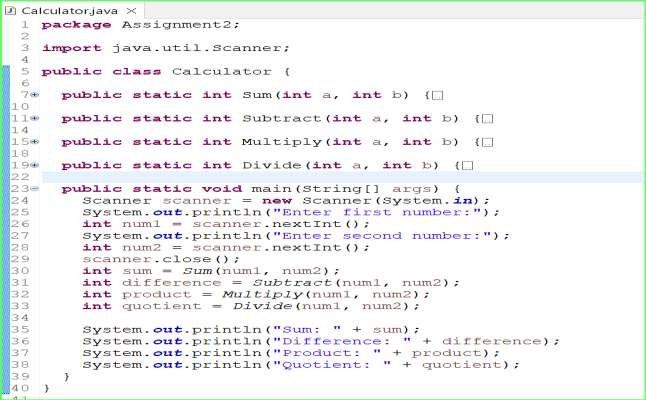 Calculator.java
1 package Assignment2;
2
3 import java.util.Scanner;
4
5 public class Calculator {
6
7 public static int Sum(int a, int b) {
10
11 public static int Subtract(int a, int b) {
14
15 public static int Multiply(int a, int b) {
18
19 public static int Divide(int a, int b) {
22
23 public static void main(String[] args) {
24 Scanner scanner = new Scanner(System.in);
25 System.out.println("Enter first number:");
26 int num1 = scanner.nextInt();
27 System.out.println("Enter second number:");
28 int num2 = scanner.nextInt();
29 scanner.close();
30 int sum = Sum(num1, num2);
31 int difference = Subtract(num1, num2);
32 int product = Multiply(num1, num2);
33 int quotient = Divide(num1, num2);
34
35 System.out.println("Sum: " + sum);
36 System.out.println("Difference: " + difference);
37 System.out.println("Product: " + product);
38 System.out.println("Quotient: " + quotient);
39 }
40 }